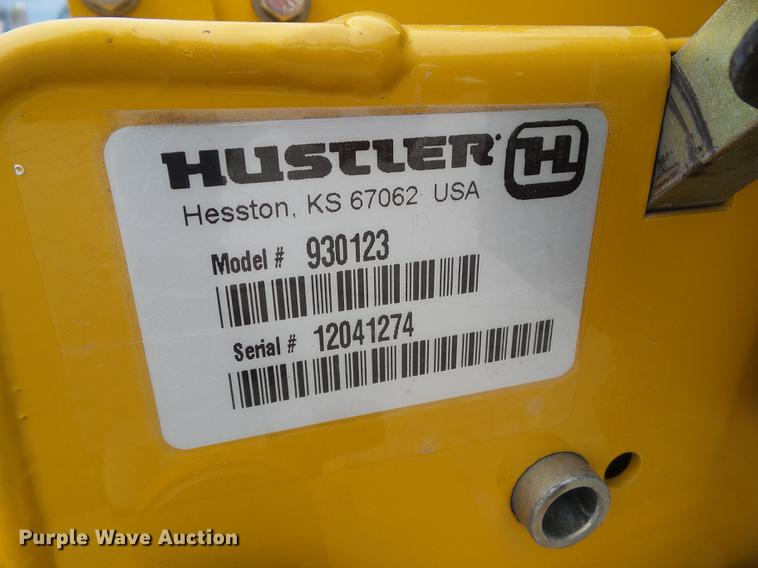 HUSTLER H
Hesston, KS 67062 USA
Model # 930123
Serial # 12041274
Purple Wave Auction